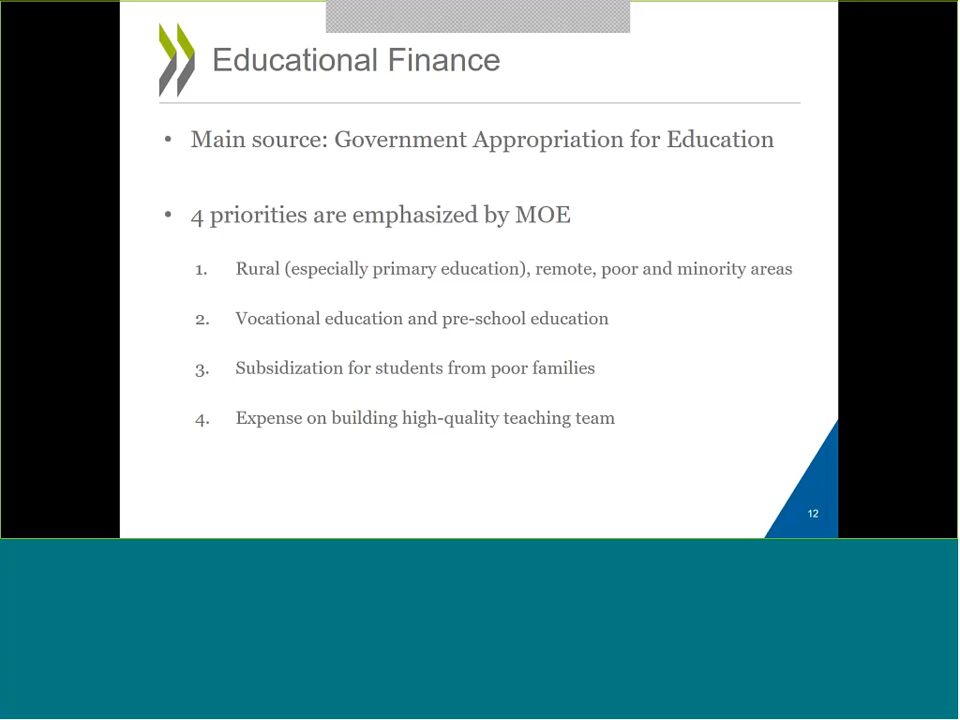 Educational Finance
• Main source: Government Appropriation for Education
• 4 priorities are emphasized by MOE
1. Rural (especially primary education), remote, poor and minority areas
2. Vocational education and pre-school education
3. Subsidization for students from poor families
4. Expense on building high-quality teaching team
12